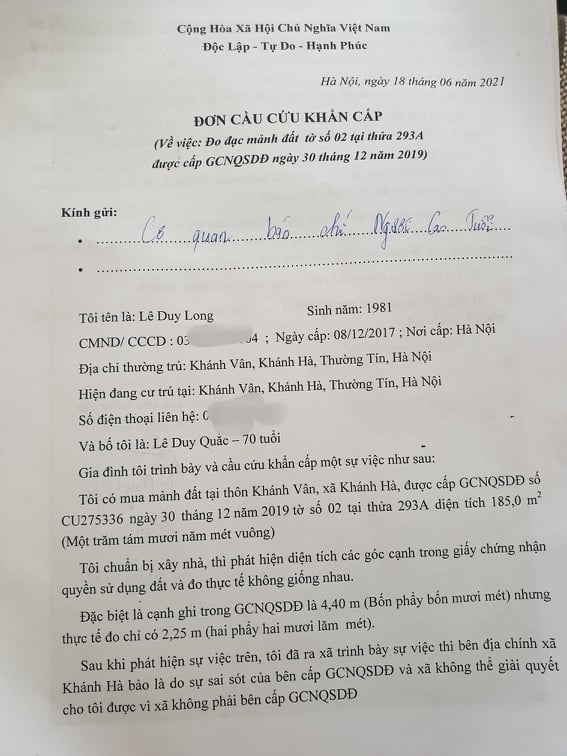 Cộng Hòa Xã Hội Chủ Nghĩa Việt Nam
Độc Lập - Tự Do - Hạnh Phúc
Hà Nội, ngày 18 tháng 06 năm 2021
ĐƠN CẦU CỨU KHẨN CẤP
(Về việc: Đo đạc mảnh đất tờ số 02 tại thửa 293A
được cấp GCNQSDĐ ngày 30 tháng 12 năm 2019)
Kính gửi:
• Cơ quan báo chí Người Cao Tuổi
•
Tôi tên là: Lê Duy Long Sinh năm: 1981
CMND/ CCCD : 03 04 ; Ngày cấp: 08/12/2017 ; Nơi cấp: Hà Nội
Địa chỉ thường trú: Khánh Vân, Khánh Hà, Thường Tín, Hà Nội
Hiện đang cư trú tại: Khánh Vân, Khánh Hà, Thường Tín, Hà Nội
Số điện thoại liên hệ: 0
Và bố tôi là: Lê Duy Quăc – 70 tuổi
Gia đình tôi trình bày và cầu cứu khẩn cấp một sự việc như sau:
Tôi có mua mảnh đất tại thôn Khánh Vân, xã Khánh Hà, được cấp GCNQSDĐ số
CU275336 ngày 30 tháng 12 năm 2019 tờ số 02 tại thửa 293A diện tích 185,0 m²
(Một trăm tám mươi năm mét vuông)
Tôi chuẩn bị xây nhà, thì phát hiện diện tích các góc cạnh trong giấy chứng nhận
quyền sử dụng đất và đo thực tế không giống nhau.
Đặc biệt là cạnh ghi trong GCNQSDĐ là 4,40 m (Bốn phẩy bốn mươi mét) nhưng
thực tế đo chỉ có 2,25 m (hai phẩy hai mươi lăm mét).
Sau khi phát hiện sự việc trên, tôi đã ra xã trình bày sự việc thì bên địa chính xã
Khánh Hà bảo là do sự sai sót của bên cấp GCNQSDĐ và xã không thể giải quyết
cho tôi được vì xã không phải bên cấp GCNQSDĐ